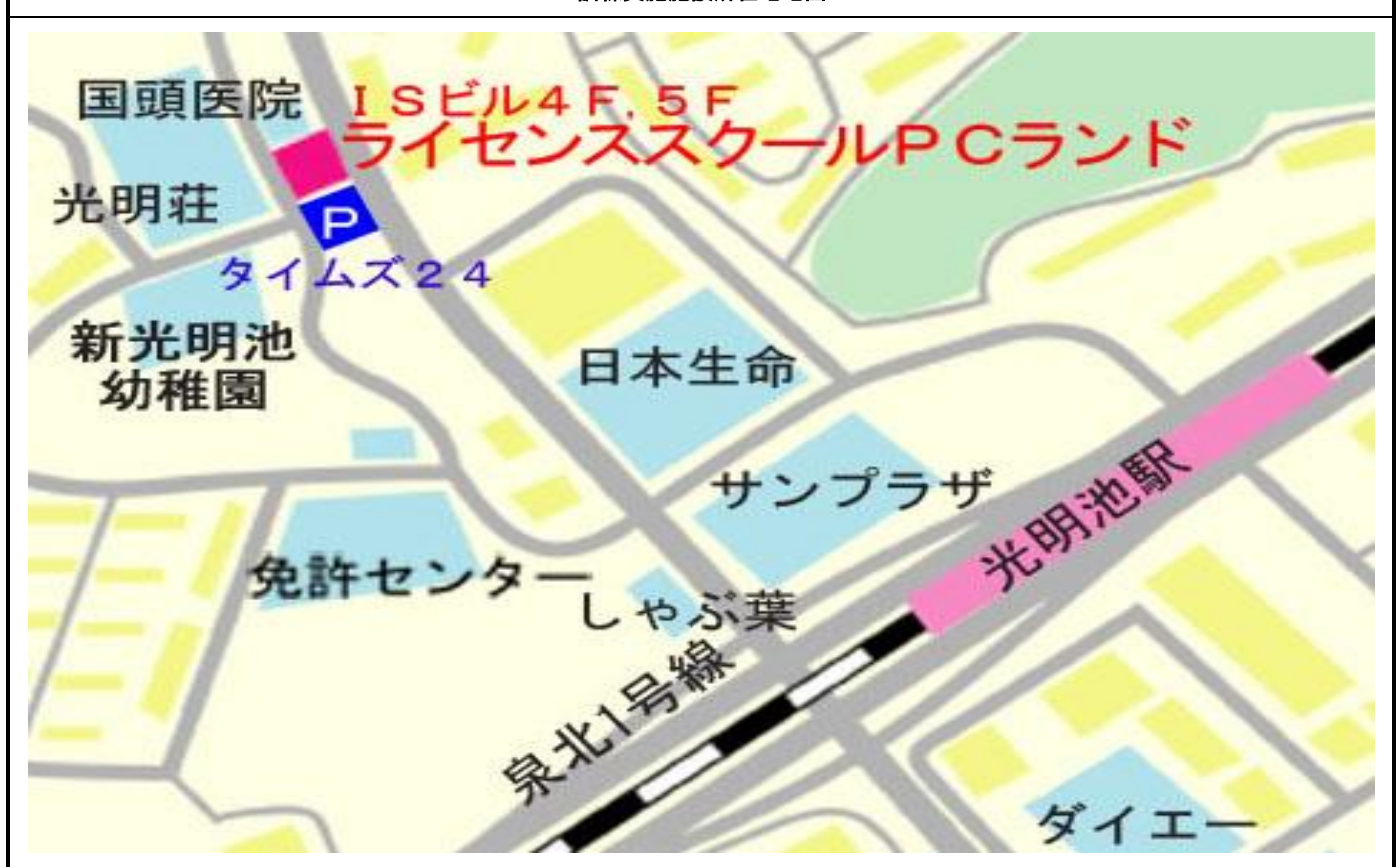 国頭医院
ISビル4F.5F
ライセンススクールPCランド
光明荘
P
タイムズ24
新光明池
幼稚園
日本生命
サンプラザ
光明池駅
免許センター
しゃぶ葉
泉北1号線
ダイエー